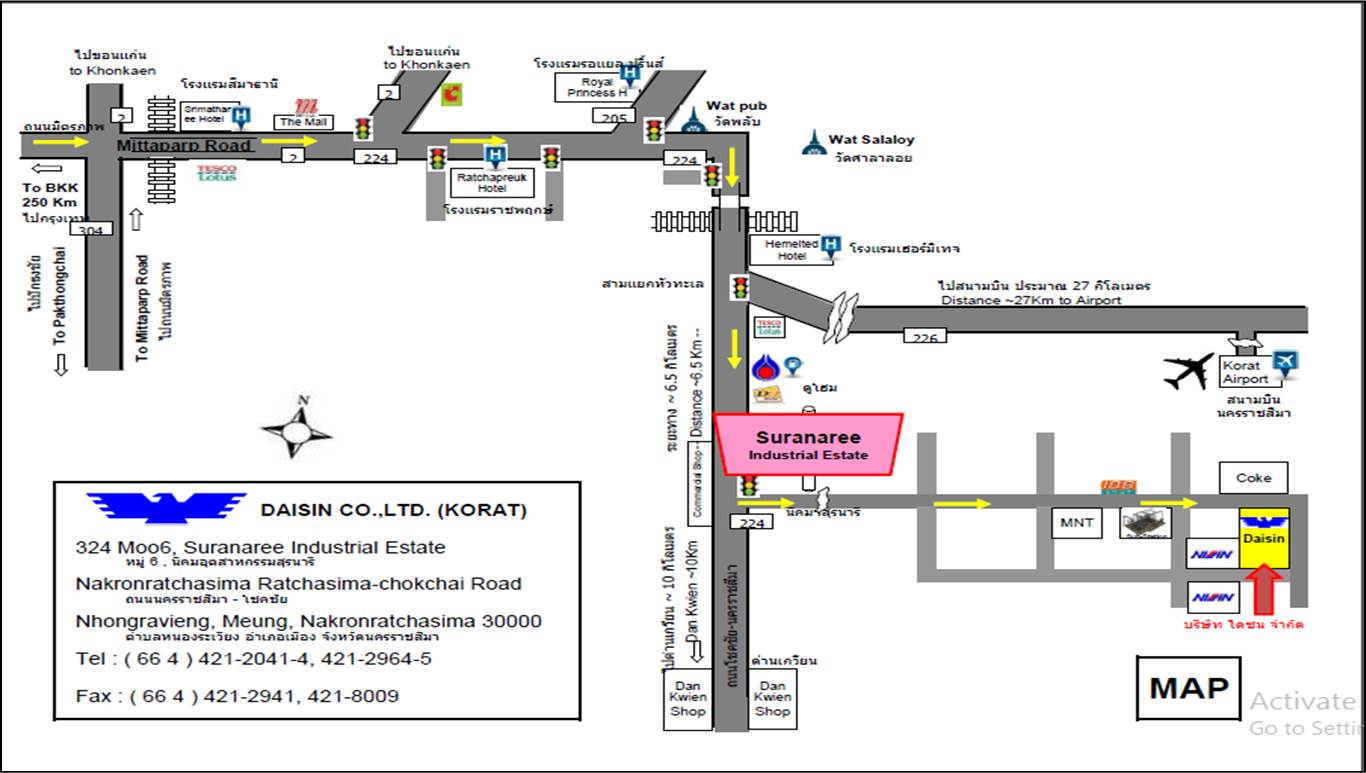 ไปขอนแก่น
to Khonkaen
ไปขอนแก่น
to Khonkaen
โรงแรมรอแยล ปริ้นส์
Royal
Princess H
โรงแรมสีมาธานี
The Mall
2
2
205
Wat pub
วัดพลับ
Wat Salaloy
วัดศาลาลอย
ถนนมิตรภาพ
Mittaparp Road
2
224
224
TESCO
Lotus
Ratchapreuk
Hotel
โรงแรมราชพฤกษ์
To BKK
250 Km
ไปกรุงเทพ
304
ไปปักธงชัย
To Pakthongchai
To Mittaparp Road
ไปถนนมิตรภาพ
Hemelted
Hotel
โรงแรมเฮอร์มิเทจ
สามแยกหัวทะเล
ไปสนามบิน ประมาณ 27 กิโลเมตร
Distance ~27Km to Airport
226
TESCO
Lotus
Korat
Airport
สนามบิน
นครราชสีมา
ดูโฮม
ระยะทาง ~ 6.5 กิโลเมตร
Distance ~6.5 Km --
Commercial Shop --
Suranaree
Industrial Estate
N
224
นิคมฯสุรนารี
MNT
Coke
Daisin
NISSIN
NISSIN
บริษัท ไดซิน จำกัด
ไปด่านเกวียน ~ 10 กิโลเมตร
Dan Kwien ~10Km
ถนนโชคชัย-นครราชสีมา
ด่านเกวียน
Dan
Kwien
Shop
Dan
Kwien
Shop
DAISIN CO.,LTD. (KORAT)
324 Moo6, Suranaree Industrial Estate
หมู่ 6 , นิคมอุตสาหกรรมสุรนารี
Nakronratchasima Ratchasima-chokchai Road
ถนนนครราชสีมา - โชคชัย
Nhongravieng, Meung, Nakronratchasima 30000
ตำบลหนองระเวียง อำเภอเมือง จังหวัดนครราชสีมา
Tel : ( 66 4 ) 421-2041-4, 421-2964-5
Fax : ( 66 4 ) 421-2941, 421-8009
MAP
Activate
Go to Settin